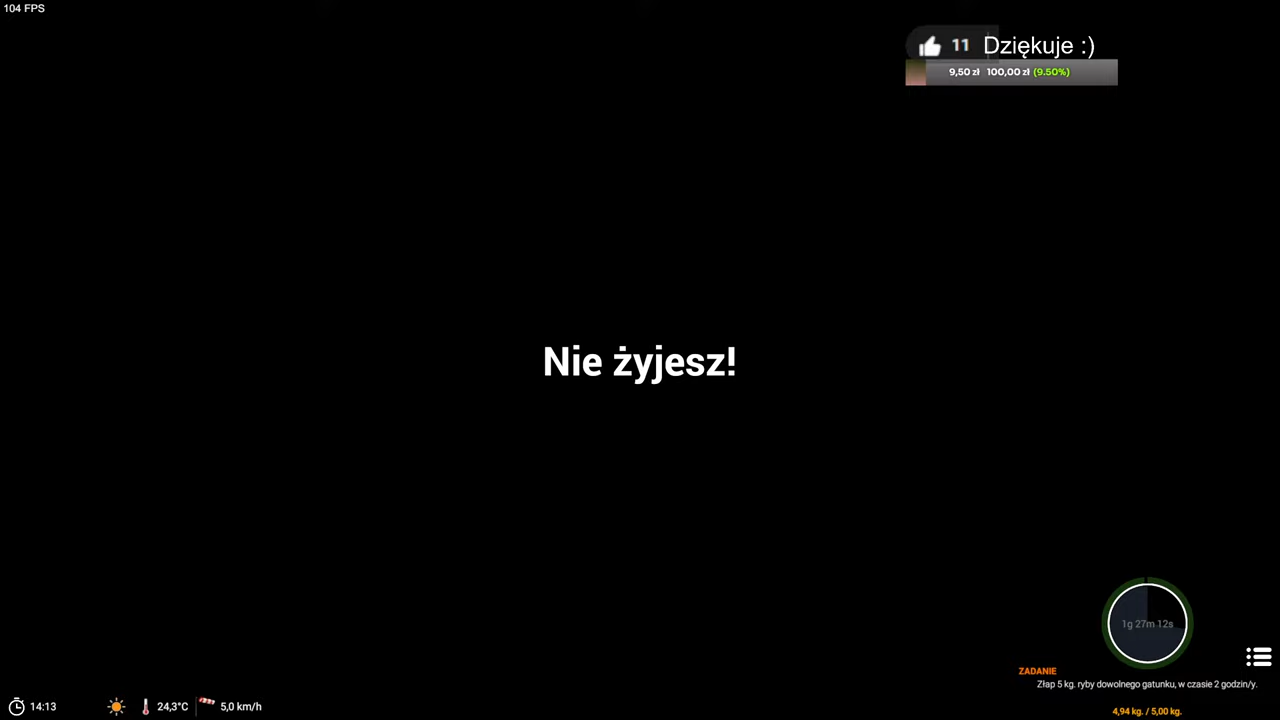 104 FPS
11 Dziękuje :)
9,50 zł 100,00 zł (9.50%)
Nie żyjesz!
1g 27m 12s
ZADANIE
Złap 5 kg. ryby dowolnego gatunku, w czasie 2 godzin/y.
4,94 kg. / 5,00 kg.
14:13 24,3°C 5,0 km/h